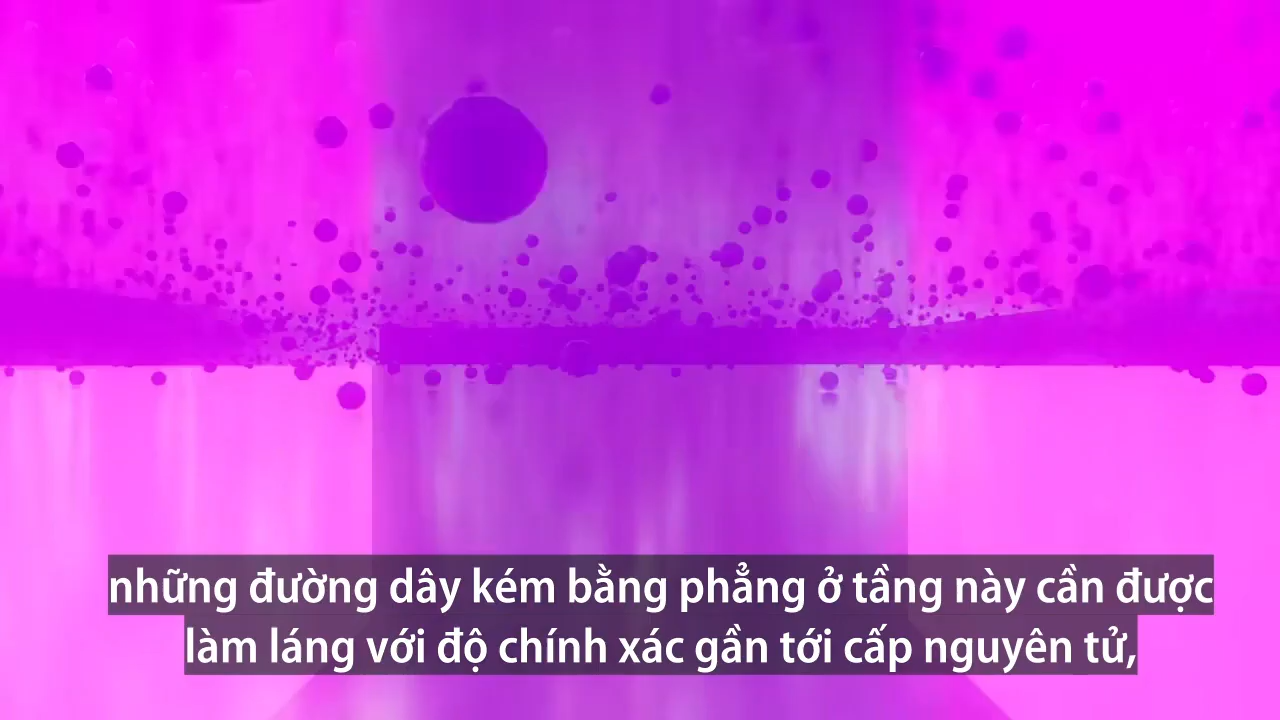 những đường dây kém bằng phẳng ở tầng này cần được
làm láng với độ chính xác gần tới cấp nguyên tử,